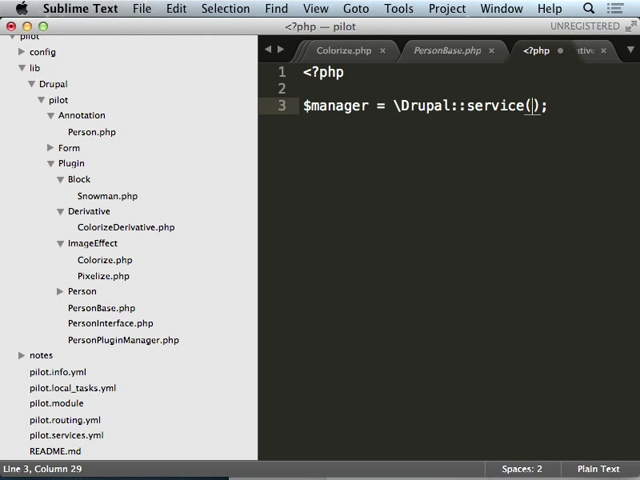 Sublime Text File Edit Selection Find View Goto Tools Window Help
<?php — pilot UNREGISTERED
pilot
config
lib
Drupal
pilot
Annotation
Person.php
Form
Plugin
Block
Snowman.php
Derivative
ColorizeDerivative.php
ImageEffect
Colorize.php
Pixelize.php
Person
PersonBase.php
PersonInterface.php
PersonPluginManager.php
notes
pilot.info.yml
pilot.local_tasks.yml
pilot.module
pilot.routing.yml
pilot.services.yml
README.md
Colorize.php × PersonBase.php × <?php ative ×
1 <?php
2
3 $manager = \Drupal::service();
Line 3, Column 29 Spaces: 2 Plain Text